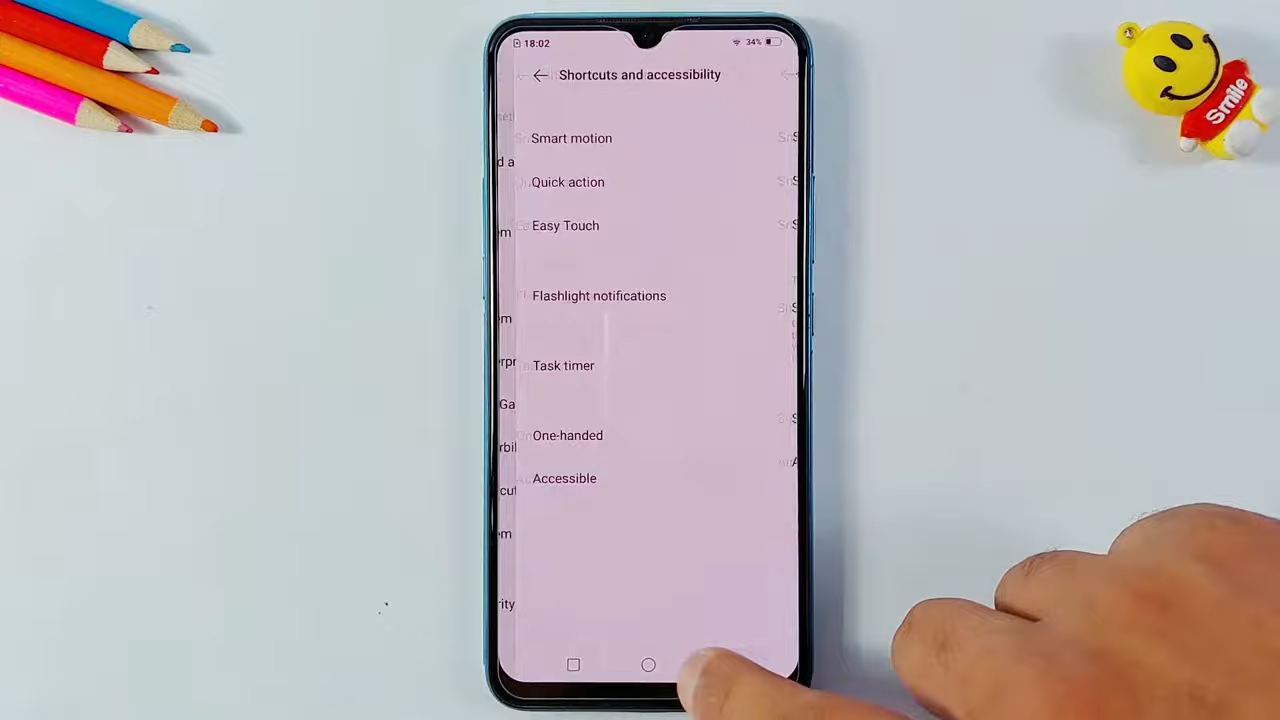 18:02
34%
Shortcuts and accessibility
Smart motion
Quick action
Easy Touch
Flashlight notifications
Task timer
One-handed
Accessible
Smile